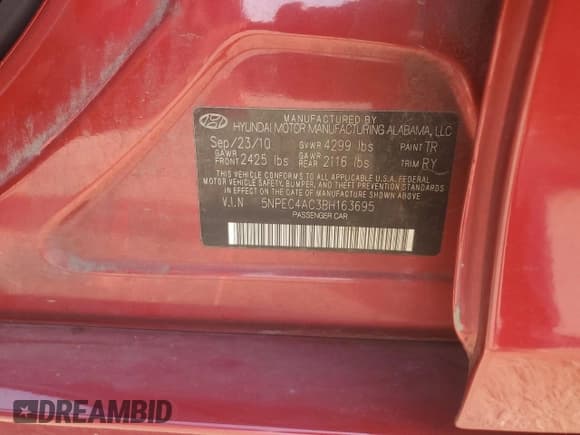 MANUFACTURED BY
HYUNDAI MOTOR MANUFACTURING ALABAMA, LLC
Sep/23/10 GVWR 4299 lbs PAINT TR
GAWR FRONT 2425 lbs GAWR REAR 2116 lbs TRIM RY
THIS VEHICLE CONFORMS TO ALL APPLICABLE U.S.A. FEDERAL
MOTOR VEHICLE SAFETY, BUMPER, AND THEFT PREVENTION
STANDARDS IN EFFECT ON THE DATE OF MANUFACTURE SHOWN ABOVE
V.I.N 5NPEC4AC3BH163695
PASSENGER CAR
DREAMBID